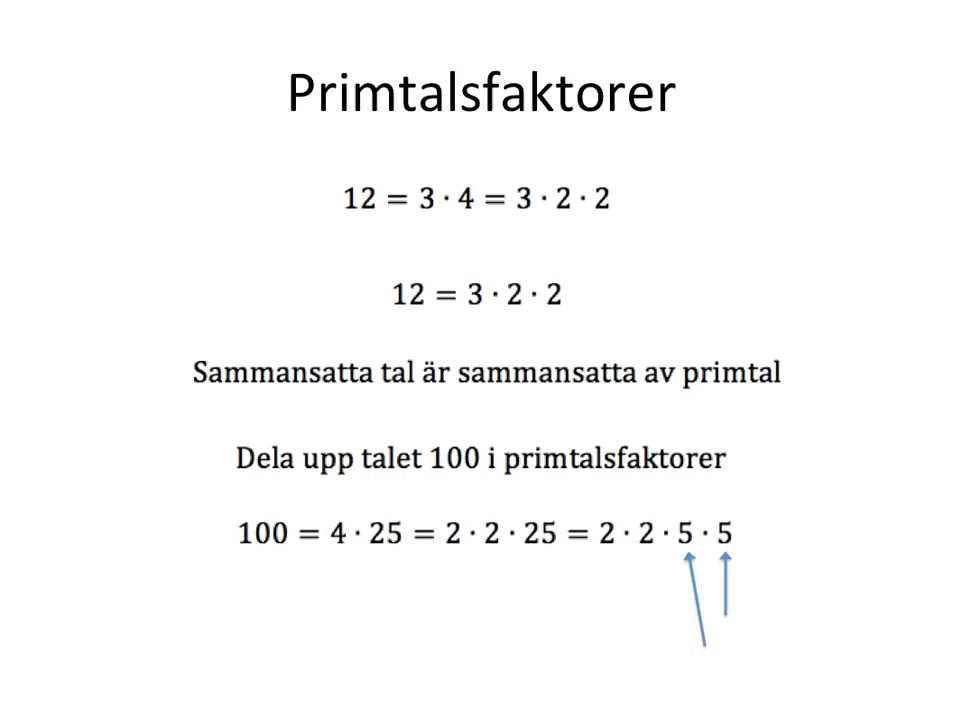 Primtalsfaktorer
12 = 3 · 4 = 3 · 2 · 2
12 = 3 · 2 · 2
Sammansatta tal är sammansatta av primtal
Dela upp talet 100 i primtalsfaktorer
100 = 4 · 25 = 2 · 2 · 25 = 2 · 2 · 5 · 5